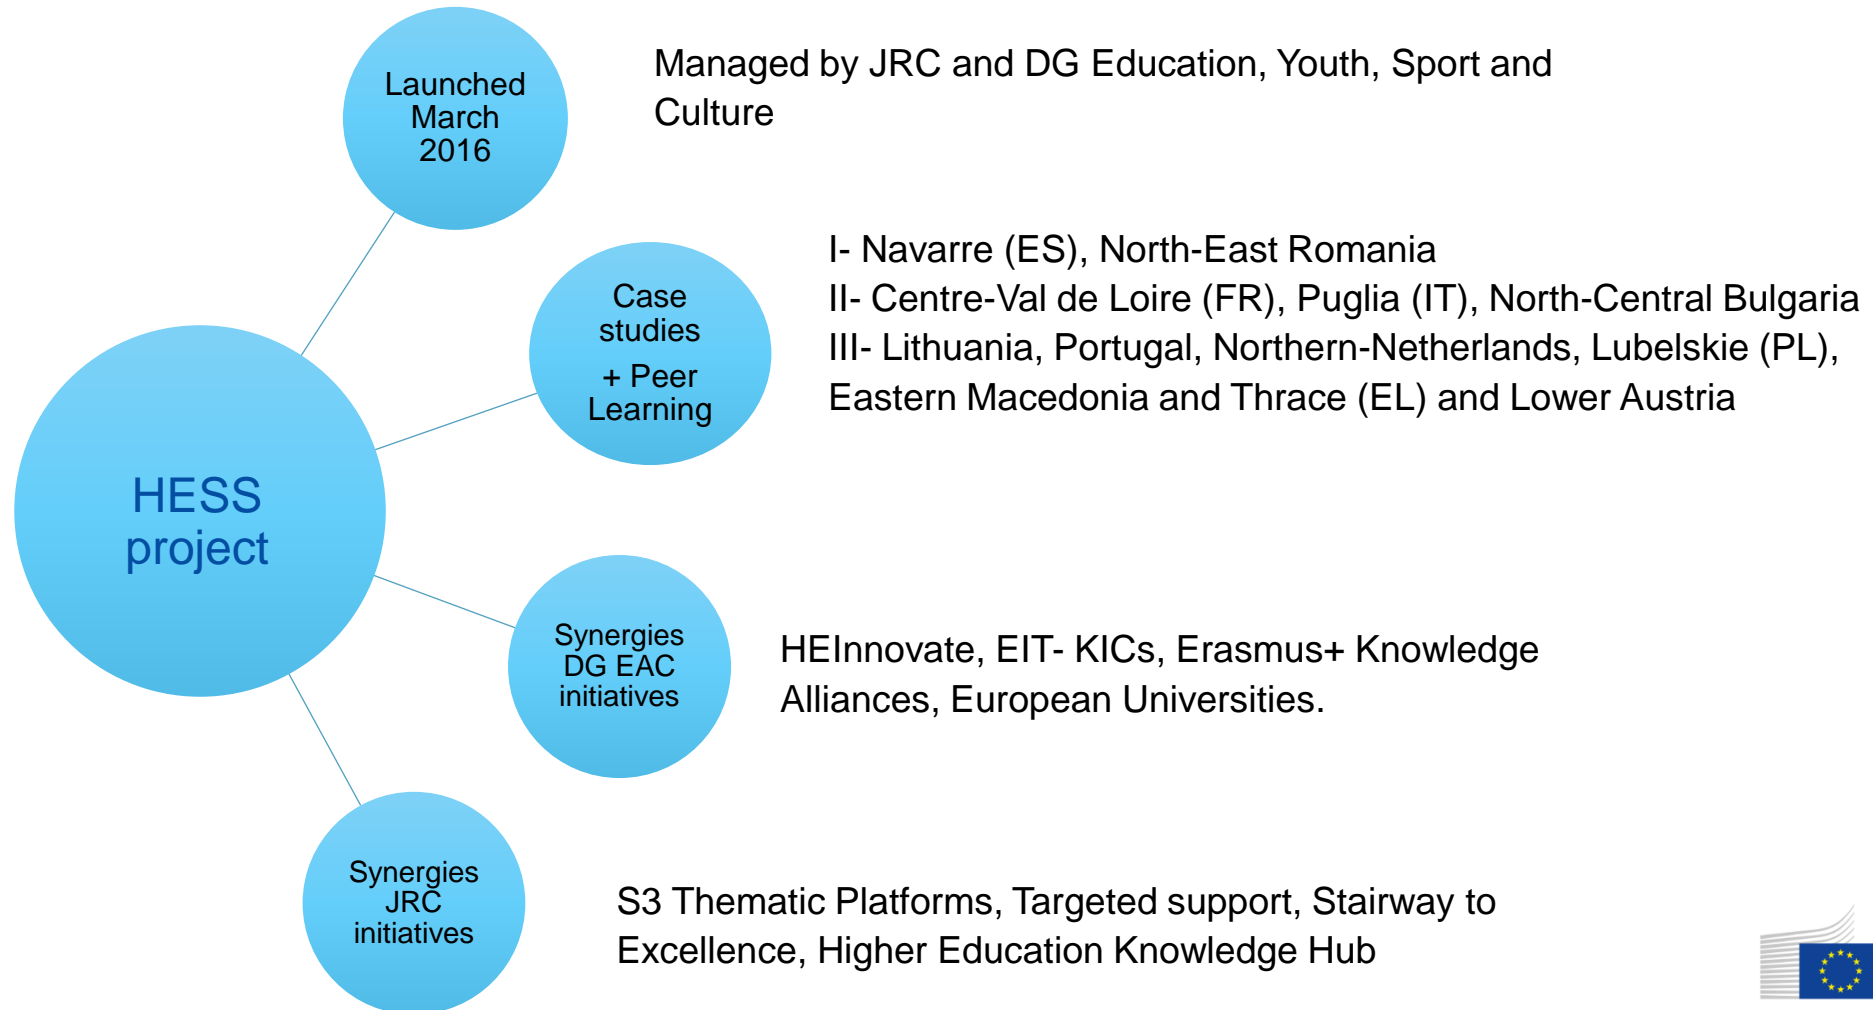 Launched
March
2016
Managed by JRC and DG Education, Youth, Sport and
Culture
Case
studies
+ Peer
Learning
I- Navarre (ES), North-East Romania
II- Centre-Val de Loire (FR), Puglia (IT), North-Central Bulgaria
III- Lithuania, Portugal, Northern-Netherlands, Lubelskie (PL),
Eastern Macedonia and Thrace (EL) and Lower Austria
HESS
project
Synergies
DG EAC
initiatives
HEInnovate, EIT- KICs, Erasmus+ Knowledge
Alliances, European Universities.
Synergies
JRC
initiatives
S3 Thematic Platforms, Targeted support, Stairway to
Excellence, Higher Education Knowledge Hub